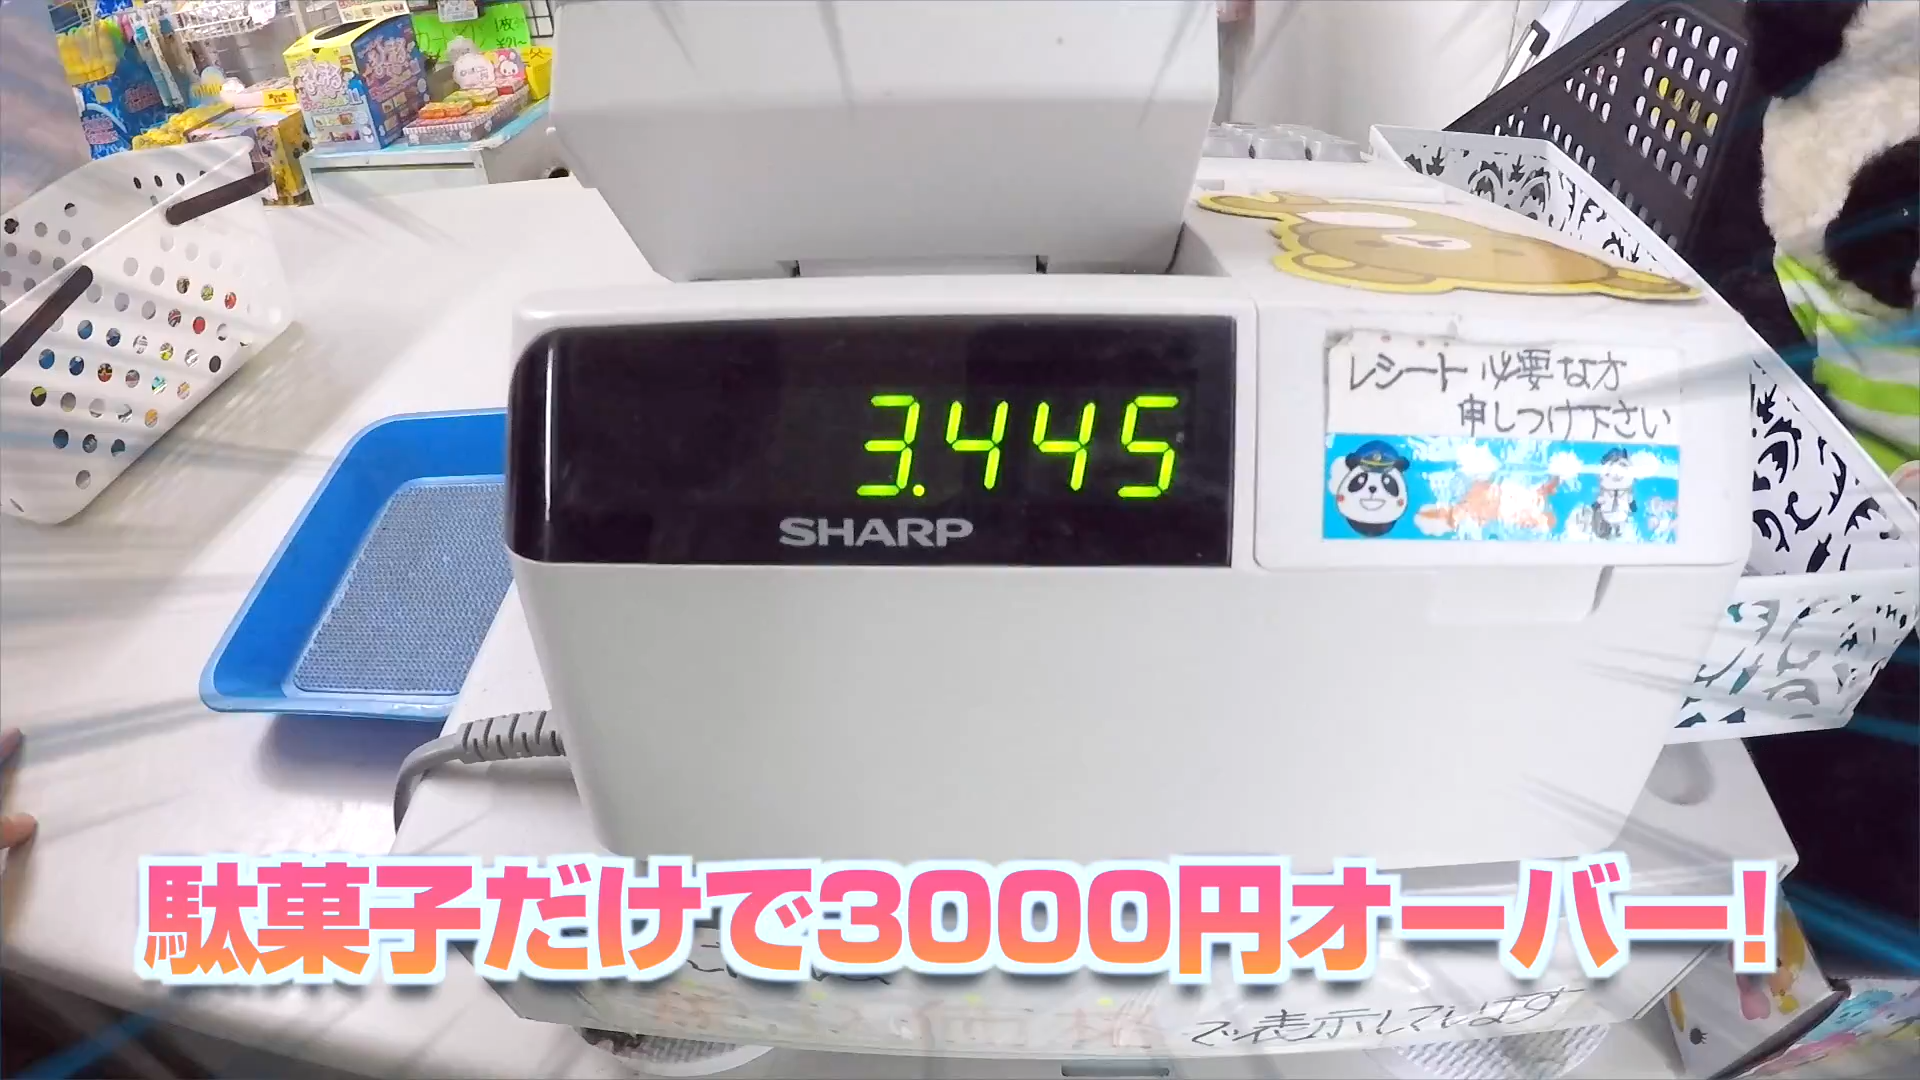 3.445
SHARP
レシート必要な方
申しつけ下さい
駄菓子だけで3000円オーバー!
で表示しています